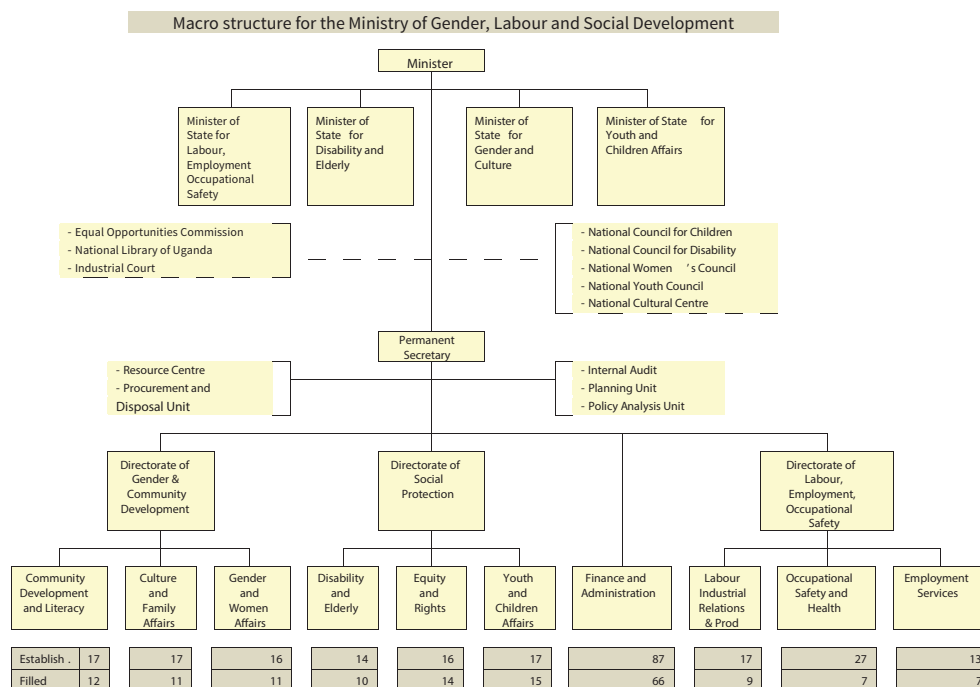 Macro structure for the Ministry of Gender, Labour and Social Development
Minister
Minister of
State for
Labour,
Employment
Occupational
Safety
Minister of
State for
Disability and
Elderly
Minister of
State for
Gender and
Culture
Minister of State for
Youth and
Children Affairs
- Equal Opportunities Commission
- National Library of Uganda
- Industrial Court
- National Council for Children
- National Council for Disability
- National Women 's Council
- National Youth Council
- National Cultural Centre
Permanent
Secretary
- Resource Centre
- Procurement and
Disposal Unit
- Internal Audit
- Planning Unit
- Policy Analysis Unit
Directorate of
Gender &
Community
Development
Directorate of
Social
Protection
Directorate of
Labour,
Employment,
Occupational
Safety
Community
Development
and Literacy
Culture
and
Family
Affairs
Gender
and
Women
Affairs
Disability
and
Elderly
Equity
and
Rights
Youth
and
Children
Affairs
Finance and
Administration
Labour
Industrial
Relations
& Prod
Occupational
Safety and
Health
Employment
Services
Establish . 17 17 16 14 16 17 87 17 27 13
Filled 12 11 11 10 14 15 66 9 7